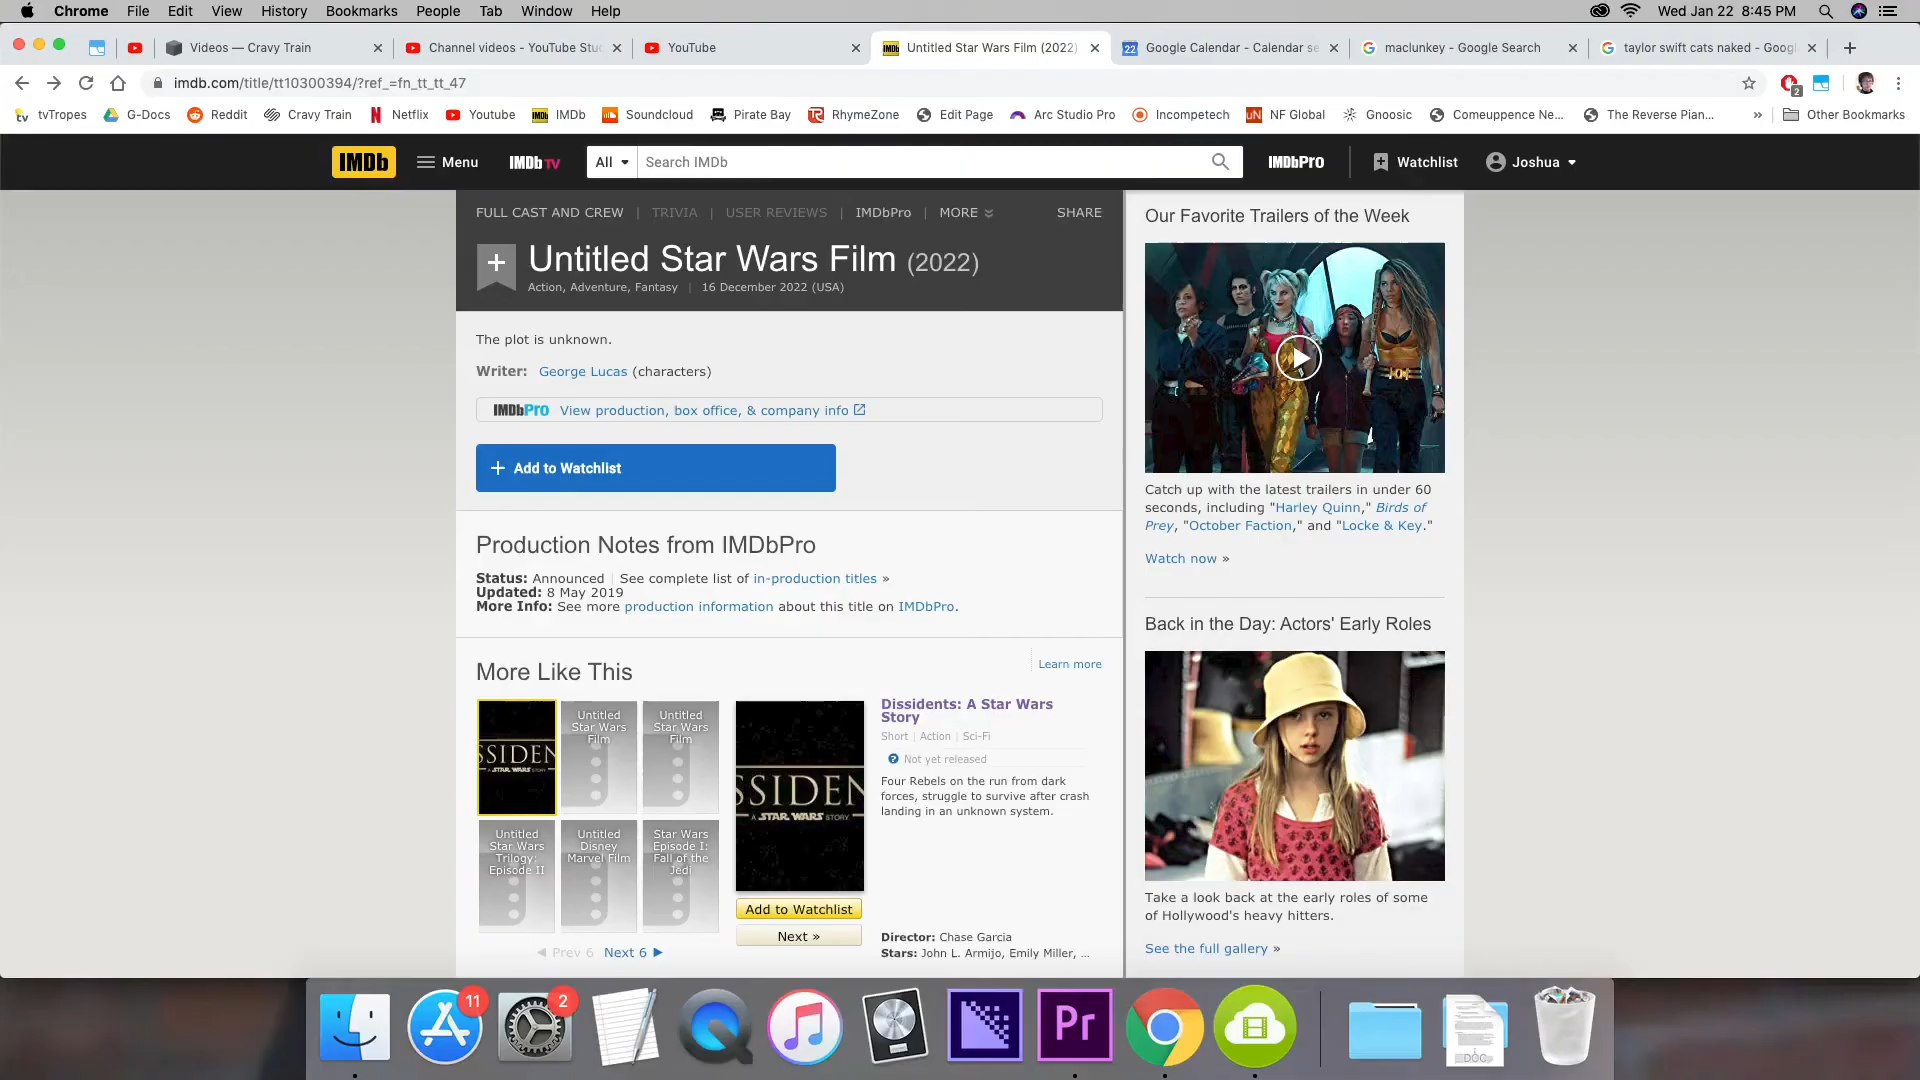 Chrome File Edit View History Bookmarks People Tab Window Help Wed Jan 22 8:45 PM
Videos — Cravy Train Channel videos - YouTube Stu YouTube Untitled Star Wars Film (2022) Google Calendar - Calendar se maclunkey - Google Search taylor swift cats naked - Goog
imdb.com/title/tt10300394/?ref_=fn_tt_tt_47 2
tvTropes G-Docs Reddit Cravy Train Netflix Youtube IMDb Soundcloud Pirate Bay RhymeZone Edit Page Arc Studio Pro Incompetech NF Global Gnoosic Comeuppence Ne... The Reverse Pian... » Other Bookmarks
IMDb Menu IMDb TV All Search IMDb IMDbPro Watchlist Joshua
FULL CAST AND CREW | TRIVIA | USER REVIEWS | IMDbPro | MORE SHARE
Untitled Star Wars Film (2022)
Action, Adventure, Fantasy | 16 December 2022 (USA)
The plot is unknown.
Writer: George Lucas (characters)
IMDbPro View production, box office, & company info
+ Add to Watchlist
Production Notes from IMDbPro
Status: Announced | See complete list of in-production titles »
Updated: 8 May 2019
More Info: See more production information about this title on IMDbPro.
More Like This
Learn more
SSIDEN
A STAR WARS STORY
Untitled
Star Wars
Film
Untitled
Star Wars
Film
Untitled
Star Wars
Trilogy:
Episode II
Untitled
Disney
Marvel Film
Star Wars
Episode I:
Fall of the
Jedi
Prev 6 Next 6
SSIDEN
A STAR WARS STORY
Add to Watchlist
Next »
Dissidents: A Star Wars
Story
Short | Action | Sci-Fi
? Not yet released
Four Rebels on the run from dark
forces, struggle to survive after crash
landing in an unknown system.
Director: Chase Garcia
Stars: John L. Armijo, Emily Miller, ...
Our Favorite Trailers of the Week
Catch up with the latest trailers in under 60
seconds, including "Harley Quinn," Birds of
Prey, "October Faction," and "Locke & Key."
Watch now »
Back in the Day: Actors' Early Roles
Take a look back at the early roles of some
of Hollywood's heavy hitters.
See the full gallery »
11 2 Pr DOC